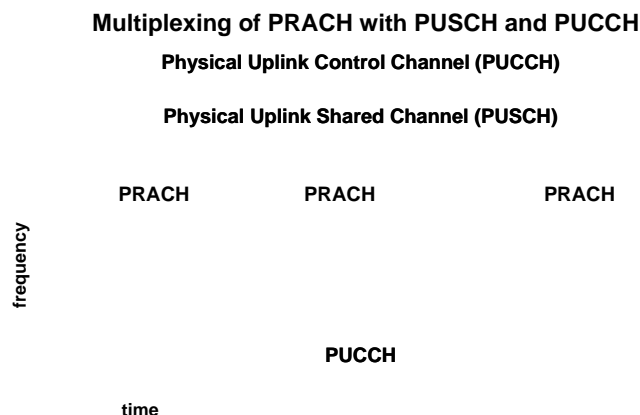 Multiplexing of PRACH with PUSCH and PUCCH
Physical Uplink Control Channel (PUCCH)
Physical Uplink Shared Channel (PUSCH)
PRACH PRACH PRACH
frequency
PUCCH
time